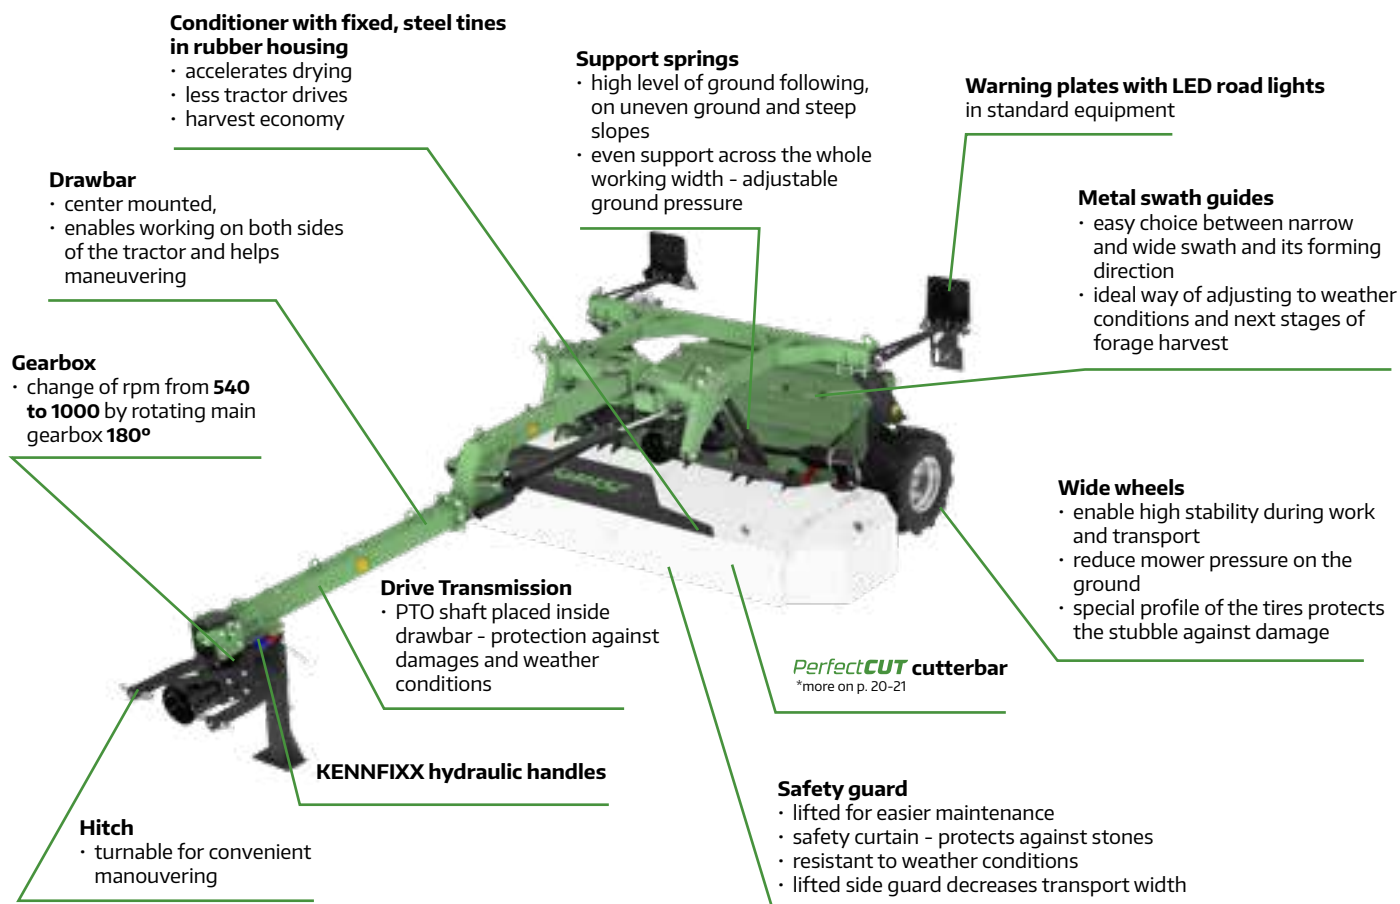 Conditioner with fixed, steel tines
in rubber housing
· accelerates drying
· less tractor drives
· harvest economy
Support springs
· high level of ground following,
on uneven ground and steep
slopes
· even support across the whole
working width - adjustable
ground pressure
Warning plates with LED road lights
in standard equipment
Drawbar
· center mounted,
· enables working on both sides
of the tractor and helps
maneuvering
Metal swath guides
· easy choice between narrow
and wide swath and its forming
direction
· ideal way of adjusting to weather
conditions and next stages of
forage harvest
Gearbox
· change of rpm from 540
to 1000 by rotating main
gearbox 180º
Wide wheels
· enable high stability during work
and transport
· reduce mower pressure on the
ground
· special profile of the tires protects
the stubble against damage
Drive Transmission
· PTO shaft placed inside
drawbar - protection against
damages and weather
conditions
PerfectCUT cutterbar
*more on p. 20-21
KENNFIXX hydraulic handles
Safety guard
· lifted for easier maintenance
· safety curtain - protects against stones
· resistant to weather conditions
· lifted side guard decreases transport width
Hitch
· turnable for convenient
manouvering